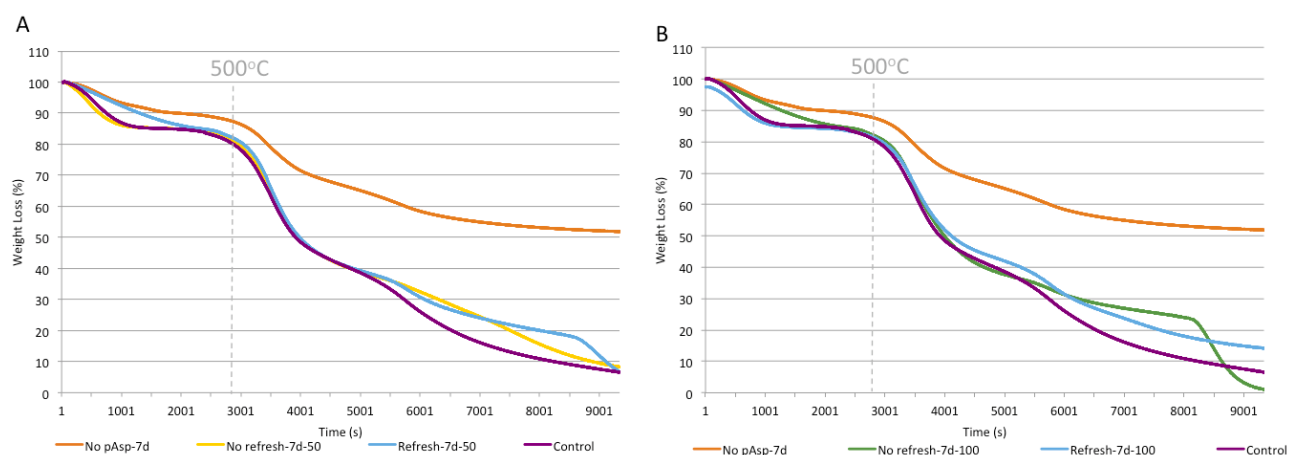 A
110
100
90
80
70
60
50
40
30
20
10
0
Weight Loss (%)
500°C
1 1001 2001 3001 4001 5001 6001 7001 8001 9001
Time (s)
No pAsp-7d No refresh-7d-50 Refresh-7d-50 Control
B
110
100
90
80
70
60
50
40
30
20
10
0
Weight Loss (%)
500°C
1 1001 2001 3001 4001 5001 6001 7001 8001 9001
Time (s)
No pAsp-7d No refresh-7d-100 Refresh-7d-100 Control